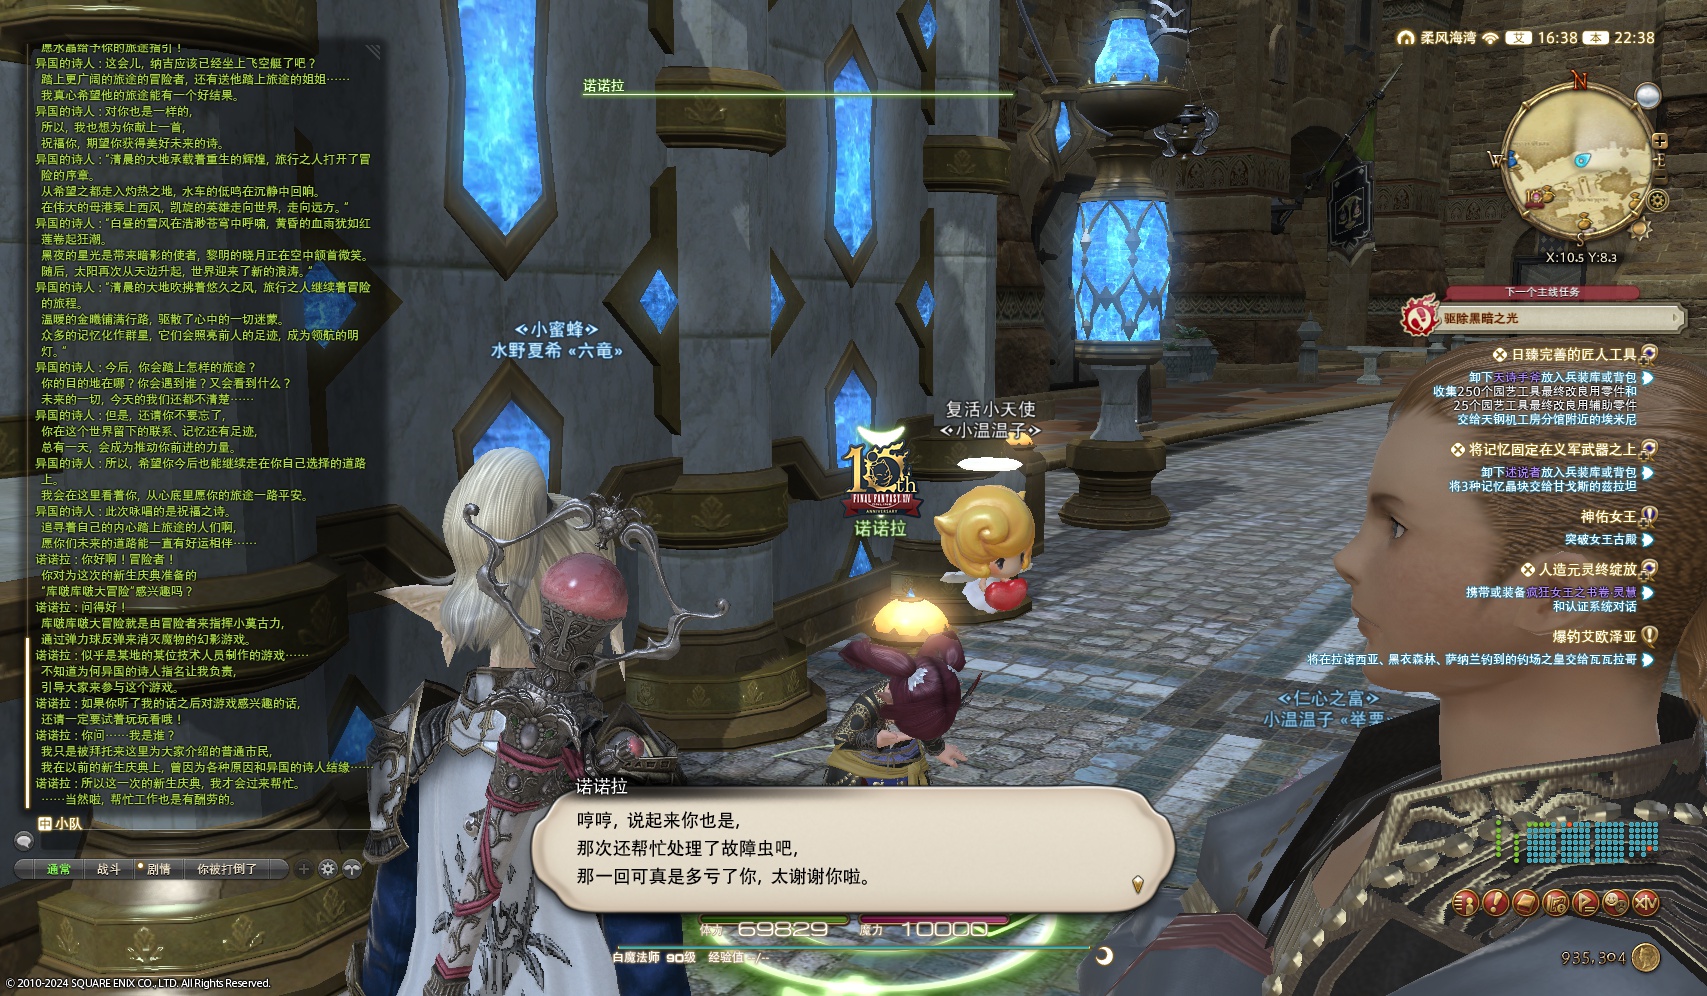 愿水晶给予你的旅途指引！
异国的诗人：这会儿，纳吉应该已经坐上飞空艇了吧？
踏上更广阔的旅途的冒险者，还有送他踏上旅途的姐姐……
我真心希望他的旅途能有一个好结果。
异国的诗人：对你也是一样的，
所以，我也想为你献上一首，
祝福你，期望你获得美好未来的诗。
异国的诗人：“清晨的大地承载着重生的辉煌，旅行之人打开了冒
险的序章。
从希望之都走入灼热之地，水车的低鸣在沉静中回响。
在伟大的母港乘上西风，凯旋的英雄走向世界，走向远方。”
异国的诗人：“白昼的雪风在浩渺苍穹中呼啸，黄昏的血雨犹如红
莲卷起狂潮。
黑夜的星光是带来暗影的使者，黎明的晓月正在空中颔首微笑。
随后，太阳再次从天边升起，世界迎来了新的浪涛。”
异国的诗人：“清晨的大地吹拂着悠久之风，旅行之人继续着冒险
的旅程。
温暖的金曦铺满行路，驱散了心中的一切迷蒙。
众多的记忆化作群星，它们会照亮前人的足迹，成为领航的明
灯。”
异国的诗人：今后，你会踏上怎样的旅途？
你的目的地在哪？你会遇到谁？又会看到什么？
未来的一切，今天的我们还都不清楚……
异国的诗人：但是，还请你不要忘了，
你在这个世界留下的联系、记忆还有足迹，
总有一天，会成为推动你前进的力量。
异国的诗人：所以，希望你今后也能继续走在你自己选择的道路
上。
我会在这里看着你，从心底里愿你的旅途一路平安。
异国的诗人：此次咏唱的是祝福之诗。
追寻着自己的内心踏上旅途的人们啊，
愿你们未来的道路能一直有好运相伴……
诺诺拉：你好啊！冒险者！
你对为这次的新生庆典准备的
“库啵库啵大冒险”感兴趣吗？
诺诺拉：问得好！
库啵库啵大冒险就是由冒险者来指挥小莫古力，
通过弹力球反弹来消灭魔物的幻影游戏。
诺诺拉：似乎是某地的某位技术人员制作的游戏……
不知道为何异国的诗人指名让我负责，
引导大家来参与这个游戏。
诺诺拉：如果你听了我的话之后对游戏感兴趣的话，
还请一定要试着玩玩看哦！
诺诺拉：你问……我是谁？
我只是被拜托来这里为大家介绍的普通市民，
我在以前的新生庆典上，曾因为各种原因和异国的诗人结缘……
诺诺拉：所以这一次的新生庆典，我才会过来帮忙。
……当然啦，帮忙工作也是有酬劳的。
小队
通常 战斗 剧情 你被打倒了
诺诺拉
«小蜜蜂»
水野夏希 «六竜»
复活小天使
«小温温子»
10th
FINAL FANTASY XIV
ANNIVERSARY
诺诺拉
«仁心之富»
小温温子 «举栗»
诺诺拉
哼哼，说起来你也是，
那次还帮忙处理了故障虫吧，
那一回可真是多亏了你，太谢谢你啦。
体力 69829 魔力 10000
白魔法师 90级 经验值--/--
柔风海湾 艾 16:38 本 22:38
N
W
E
S
X:10.5 Y:8.3
下一个主线任务
驱除黑暗之光
日臻完善的匠人工具
卸下天诗手斧放入兵装库或背包
收集250个园艺工具最终改良用零件和
25个园艺工具最终改良用辅助零件
交给天钢机工房分馆附近的埃米尼
将记忆固定在义军武器之上
卸下述说者放入兵装库或背包
将3种记忆晶块交给甘戈斯的兹拉坦
神佑女王
突破女王古殿
人造元灵终绽放
携带或装备疯狂女王之书卷·灵慧
和认证系统对话
爆钓艾欧泽亚
将在拉诺西亚、黑衣森林、萨纳兰钓到的钓场之皇交给瓦瓦拉哥
XIV
935,304
© 2010-2024 SQUARE ENIX CO., LTD. All Rights Reserved.